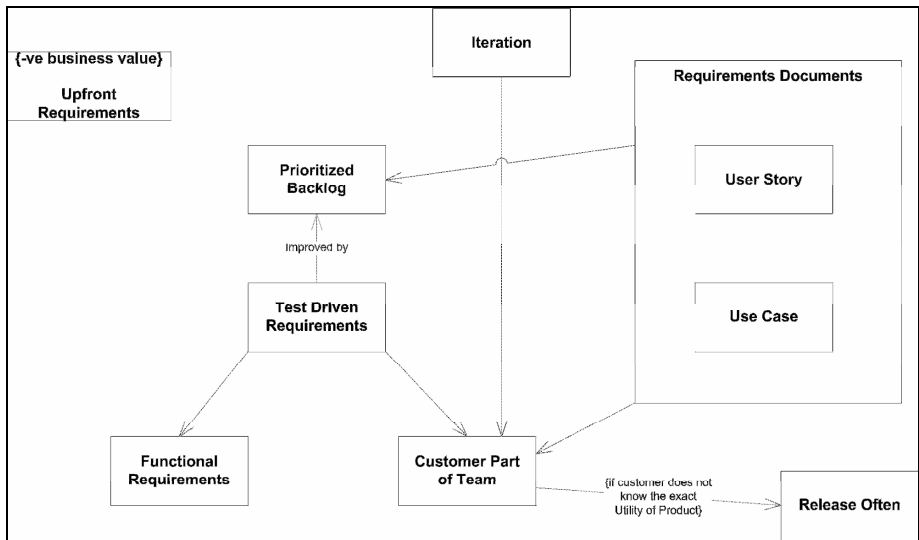 Iteration
{-ve business value}
Upfront
Requirements
Requirements Documents
Prioritized
Backlog
User Story
Improved by
Test Driven
Requirements
Use Case
Functional
Requirements
Customer Part
of Team
{if customer does not
know the exact
Utility of Product}
Release Often